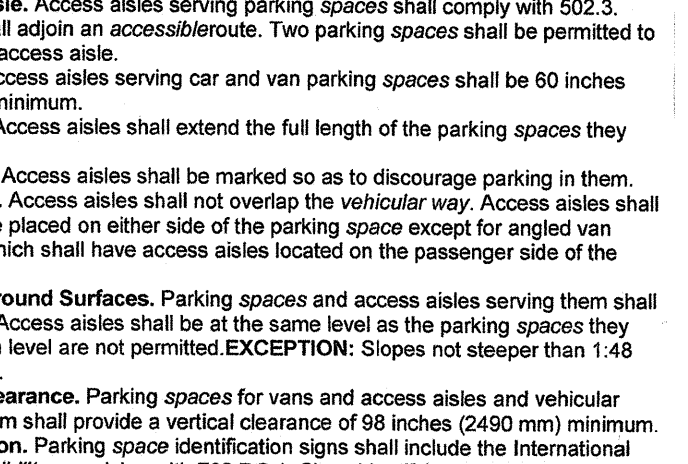 sle. Access aisles serving parking spaces shall comply with 502.3.
ll adjoin an accessibleroute. Two parking spaces shall be permitted to
access aisle.
ccess aisles serving car and van parking spaces shall be 60 inches
minimum.
Access aisles shall extend the full length of the parking spaces they
Access aisles shall be marked so as to discourage parking in them.
. Access aisles shall not overlap the vehicular way. Access aisles shall
e placed on either side of the parking space except for angled van
hich shall have access aisles located on the passenger side of the
round Surfaces. Parking spaces and access aisles serving them shall
Access aisles shall be at the same level as the parking spaces they
level are not permitted.EXCEPTION: Slopes not steeper than 1:48
.
earance. Parking spaces for vans and access aisles and vehicular
m shall provide a vertical clearance of 98 inches (2490 mm) minimum.
on. Parking space identification signs shall include the International